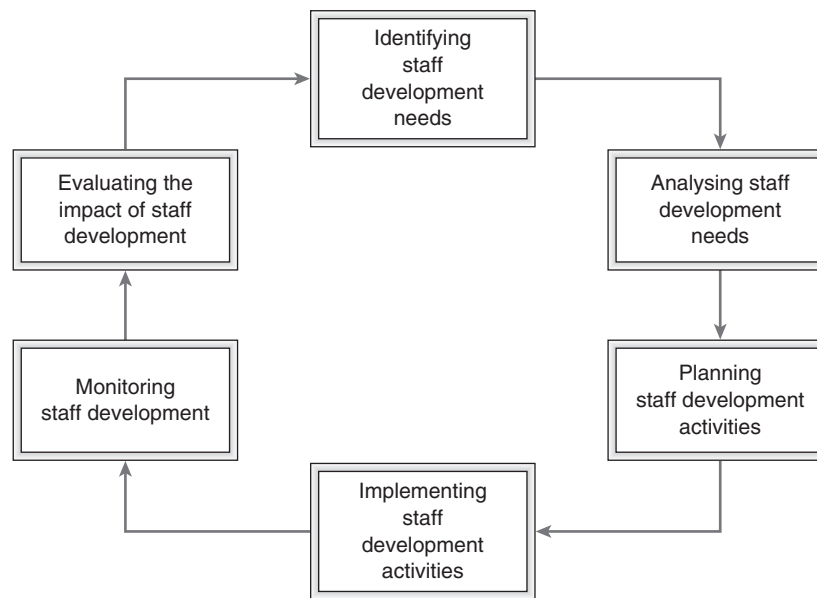 Identifying
staff
development
needs
Analysing staff
development
needs
Planning
staff development
activities
Implementing
staff
development
activities
Monitoring
staff development
Evaluating the
impact of staff
development